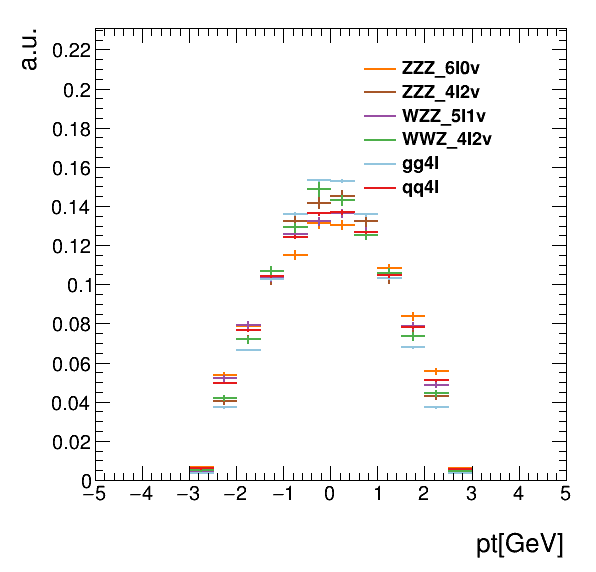 a.u.
0.22
0.2
0.18
0.16
0.14
0.12
0.1
0.08
0.06
0.04
0.02
0
ZZZ_6l0v
ZZZ_4l2v
WZZ_5l1v
WWZ_4l2v
gg4l
qq4l
−5 −4 −3 −2 −1 0 1 2 3 4 5
pt[GeV]